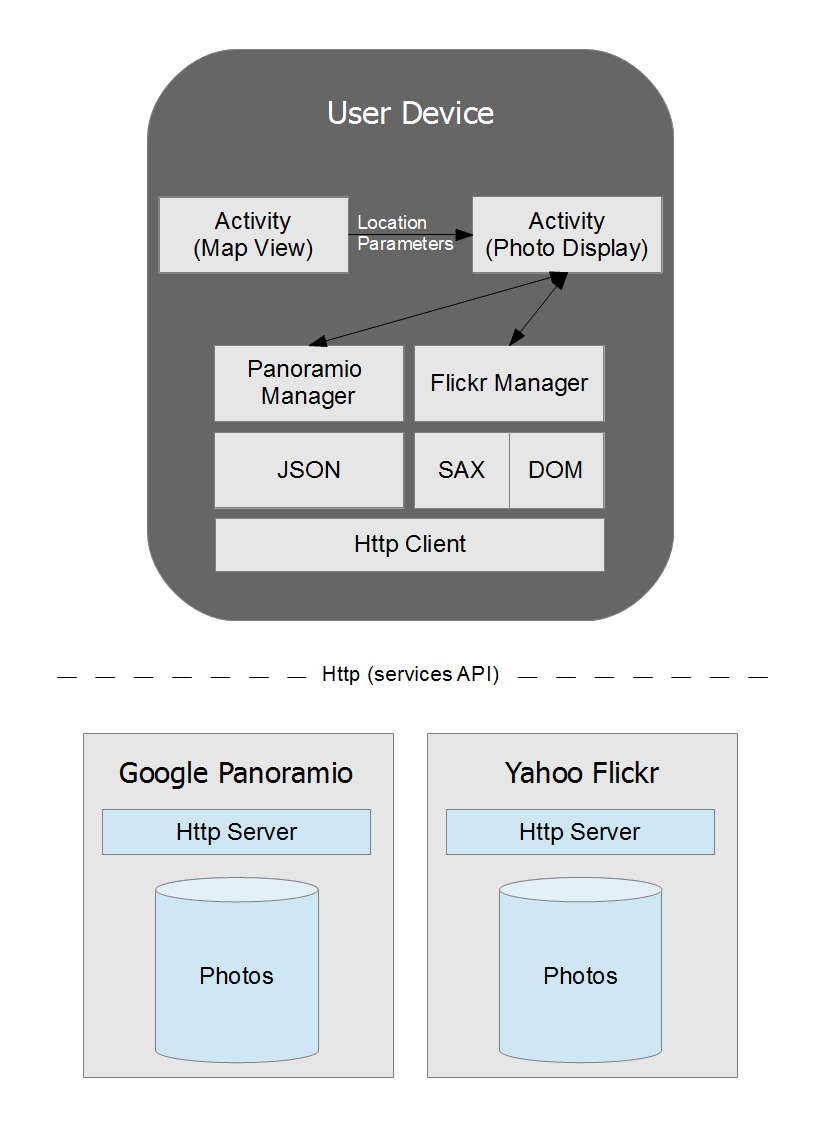 User Device
Activity
(Map View)
Location
Parameters
Activity
(Photo Display)
Panoramio
Manager
Flickr Manager
JSON
SAX
DOM
Http Client
Http (services API)
Google Panoramio
Http Server
Photos
Yahoo Flickr
Http Server
Photos